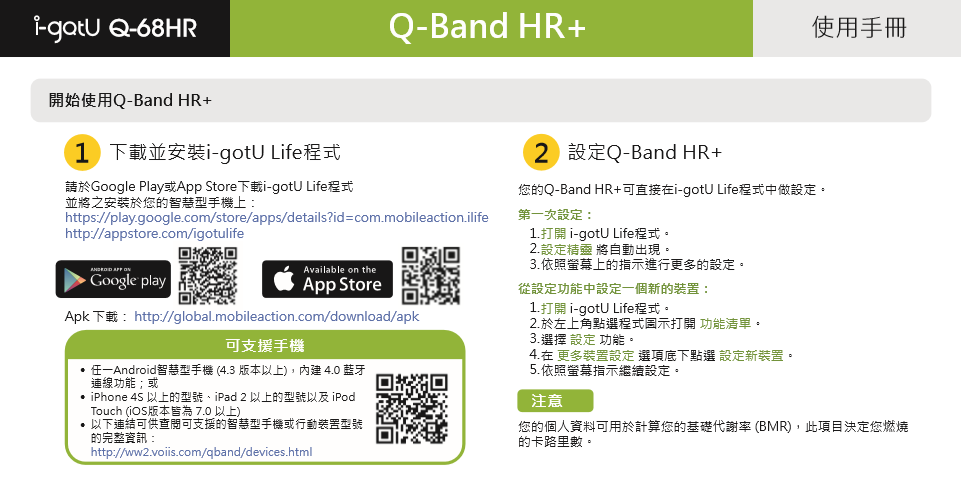 i-gotU Q-68HR
Q-Band HR+
使用手冊
開始使用Q-Band HR+
1 下載並安裝i-gotU Life程式
請於Google Play或App Store下載i-gotU Life程式
並將之安裝於您的智慧型手機上：
https://play.google.com/store/apps/details?id=com.mobileaction.ilife
http://appstore.com/igotulife
ANDROID APP ON
Google play
Available on the
App Store
Apk 下載： http://global.mobileaction.com/download/apk
可支援手機
• 任一Android智慧型手機 (4.3 版本以上)，內建 4.0 藍牙
連線功能；或
• iPhone 4S 以上的型號、iPad 2 以上的型號以及 iPod
Touch (iOS版本皆為 7.0 以上)
• 以下連結可供查閱可支援的智慧型手機或行動裝置型號
的完整資訊：
http://ww2.voiis.com/qband/devices.html
2 設定Q-Band HR+
您的Q-Band HR+可直接在i-gotU Life程式中做設定。
第一次設定：
1.打開 i-gotU Life程式。
2.設定精靈 將自動出現。
3.依照螢幕上的指示進行更多的設定。
從設定功能中設定一個新的裝置：
1.打開 i-gotU Life程式。
2.於左上角點選程式圖示打開 功能清單。
3.選擇 設定 功能。
4.在 更多裝置設定 選項底下點選 設定新裝置。
5.依照螢幕指示繼續設定。
注意
您的個人資料可用於計算您的基礎代謝率 (BMR)，此項目決定您燃燒
的卡路里數。